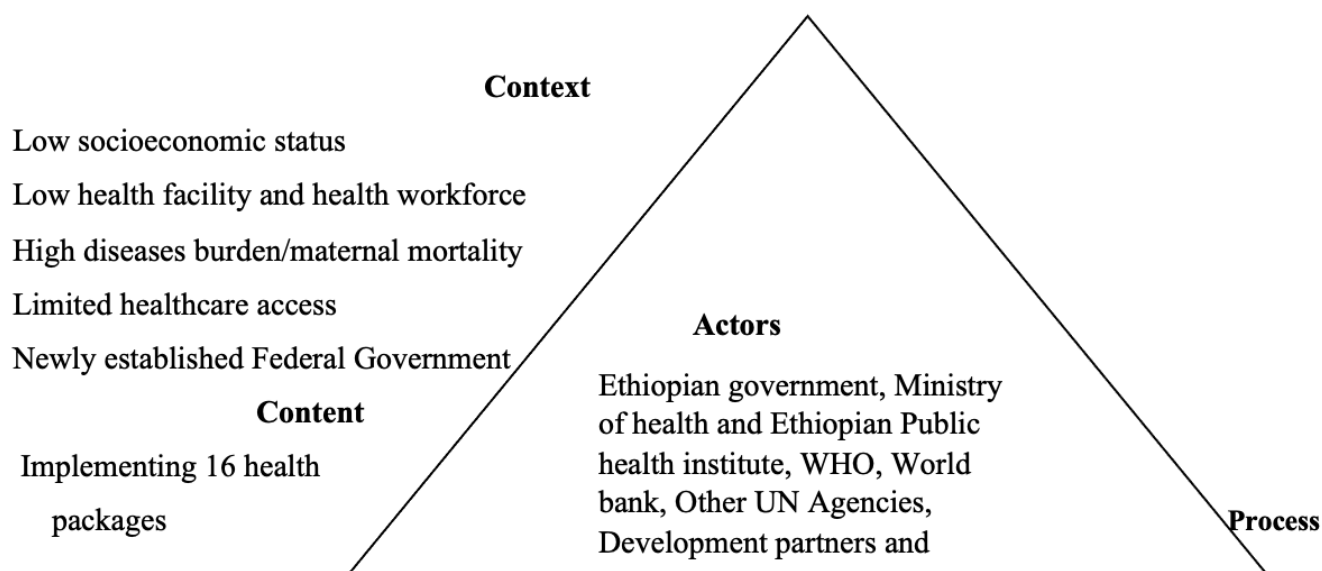 Context
Low socioeconomic status
Low health facility and health workforce
High diseases burden/maternal mortality
Limited healthcare access
Newly established Federal Government
Content
Implementing 16 health
packages
Actors
Ethiopian government, Ministry
of health and Ethiopian Public
health institute, WHO, World
bank, Other UN Agencies,
Development partners and
Process